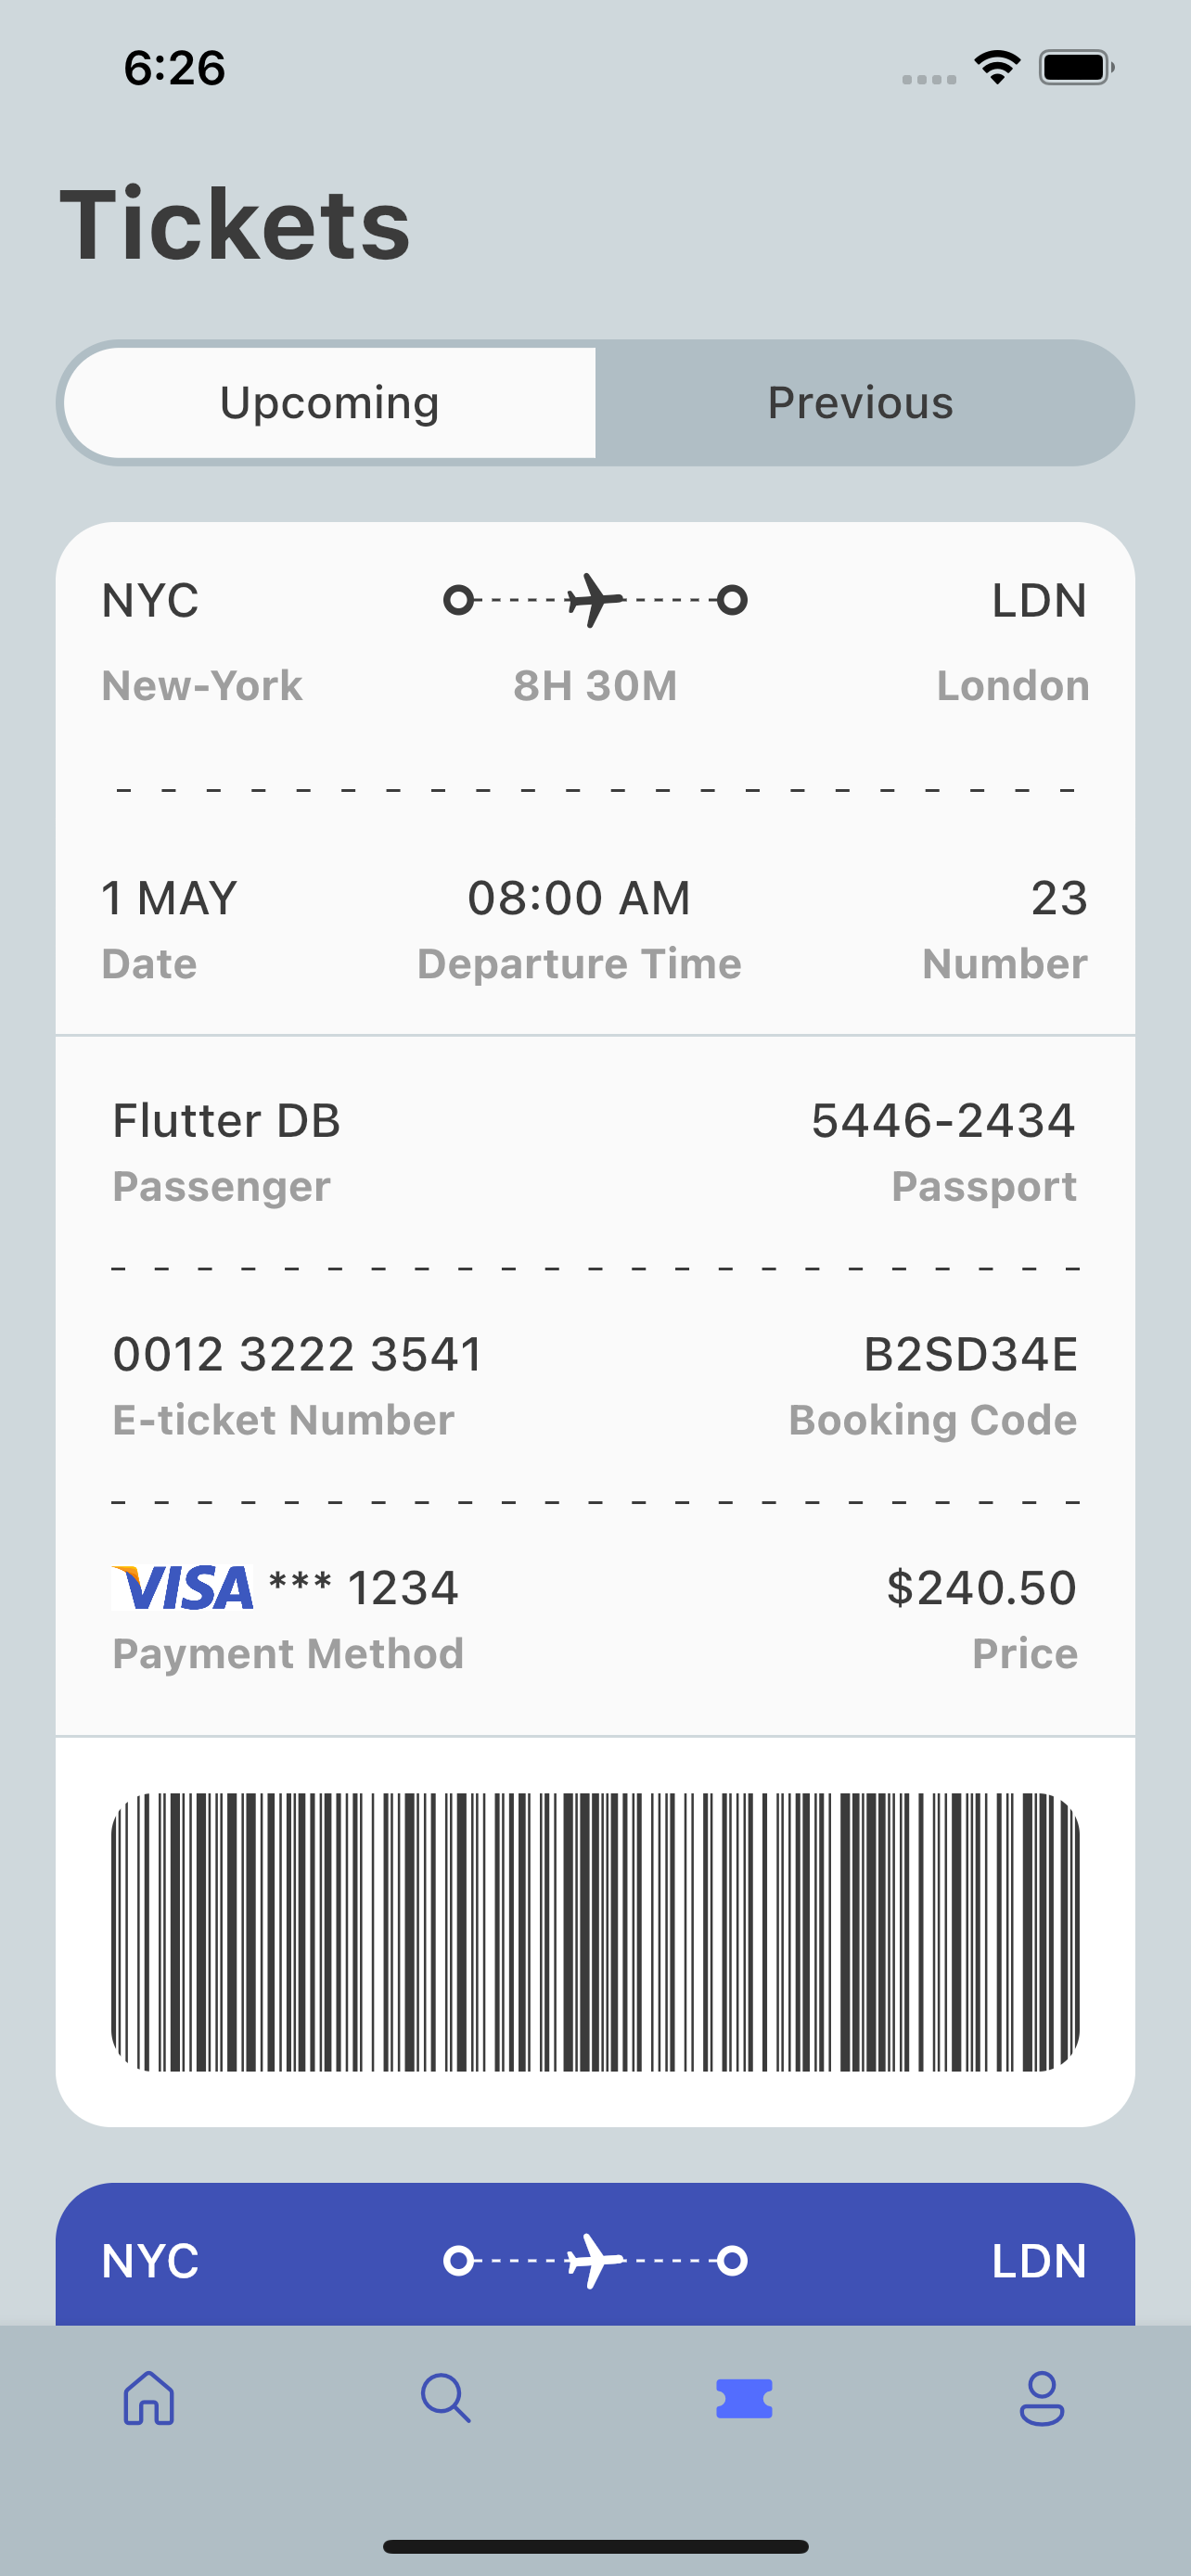 6:26
Tickets
Upcoming Previous
NYC LDN
New-York 8H 30M London
1 MAY 08:00 AM 23
Date Departure Time Number
Flutter DB 5446-2434
Passenger Passport
0012 3222 3541 B2SD34E
E-ticket Number Booking Code
VISA *** 1234 $240.50
Payment Method Price
NYC LDN